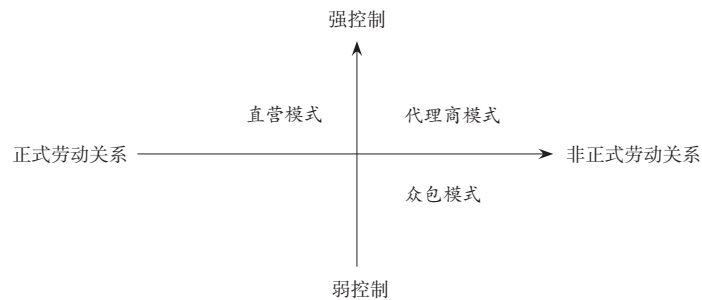 强控制
直营模式
代理商模式
正式劳动关系
非正式劳动关系
众包模式
弱控制